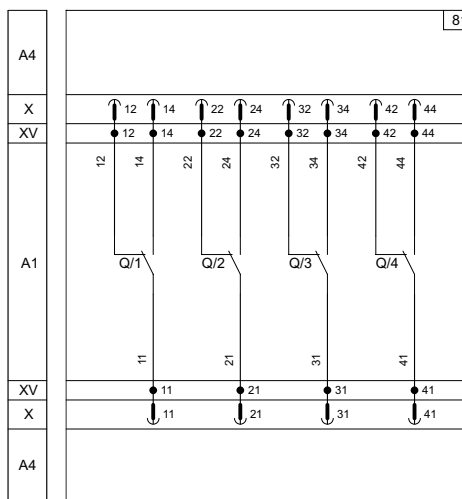 8
A4
X 12 14 22 24 32 34 42 44
XV 12 14 22 24 32 34 42 44
12 14 22 24 32 34 42 44
A1 Q/1 Q/2 Q/3 Q/4
11 21 31 41
XV 11 21 31 41
X 11 21 31 41
A4